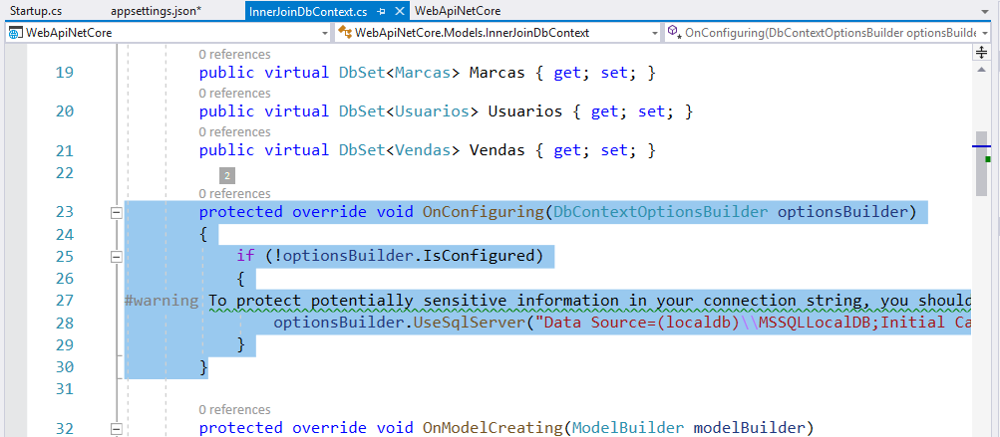 Startup.cs appsettings.json* InnerJoinDbContext.cs WebApiNetCore
WebApiNetCore WebApiNetCore.Models.InnerJoinDbContext OnConfiguring(DbContextOptionsBuilder optionsBuilde
0 references
19 public virtual DbSet<Marcas> Marcas { get; set; }
0 references
20 public virtual DbSet<Usuarios> Usuarios { get; set; }
0 references
21 public virtual DbSet<Vendas> Vendas { get; set; }
22 2
0 references
23 protected override void OnConfiguring(DbContextOptionsBuilder optionsBuilder)
24 {
25 if (!optionsBuilder.IsConfigured)
26 {
27 #warning To protect potentially sensitive information in your connection string, you should
28 optionsBuilder.UseSqlServer("Data Source=(localdb)\\MSSQLLocalDB;Initial Ca
29 }
30 }
31
0 references
32 protected override void OnModelCreating(ModelBuilder modelBuilder)